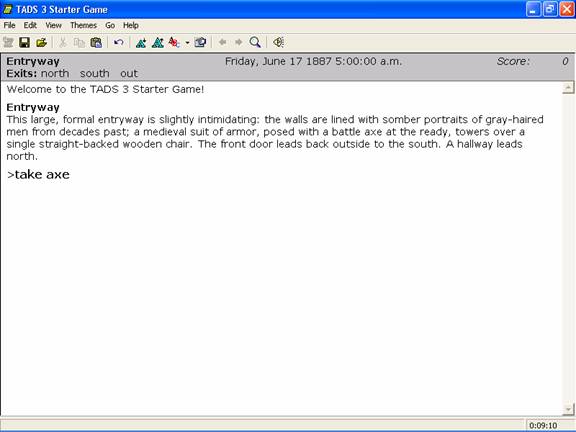 TADS 3 Starter Game
File Edit View Themes Go Help
Entryway Friday, June 17 1887 5:00:00 a.m. Score: 0
Exits: north south out
Welcome to the TADS 3 Starter Game!
Entryway
This large, formal entryway is slightly intimidating: the walls are lined with somber portraits of gray-haired
men from decades past; a medieval suit of armor, posed with a battle axe at the ready, towers over a
single straight-backed wooden chair. The front door leads back outside to the south. A hallway leads
north.
>take axe
0:09:10